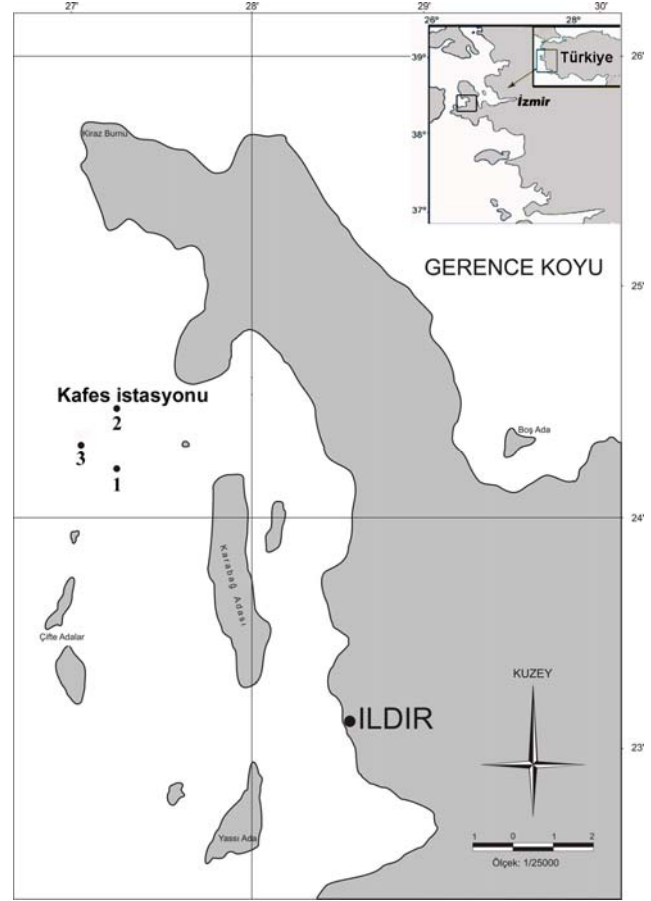 27'
28'
29'
30'
26°
28°
39°
38°
37°
Türkiye
İzmir
26'
Kiraz Burnu
GERENCE KOYU
25'
Kafes istasyonu
2
3
1
Boş Ada
24'
Karabağ Adası
Çifte Adalar
KUZEY
ILDIR
23'
Yassı Ada
1 0 1 2
Ölçek: 1/25000